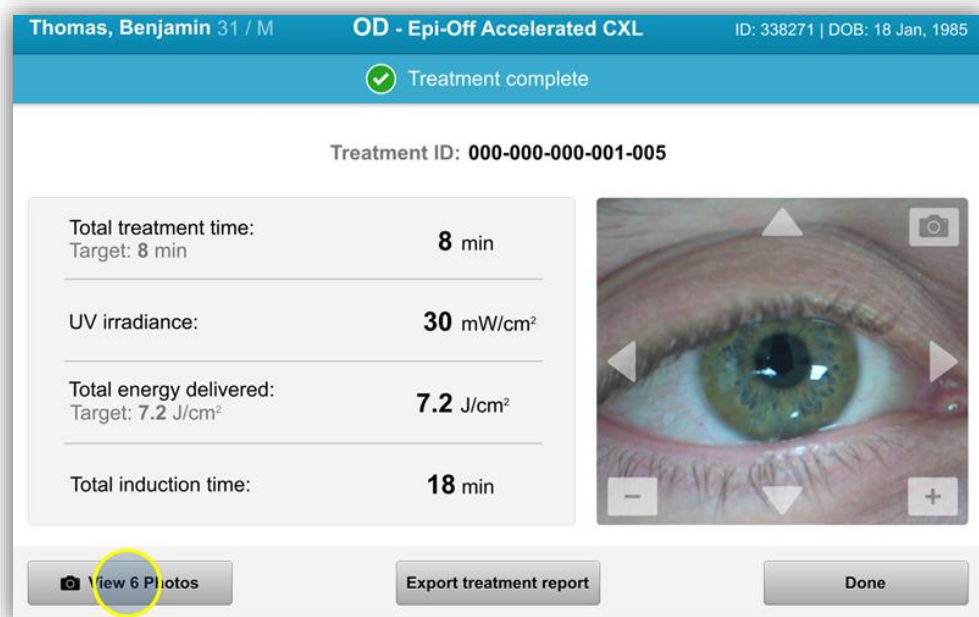 Thomas, Benjamin 31 / M OD - Epi-Off Accelerated CXL ID: 338271 | DOB: 18 Jan, 1985
Treatment complete
Treatment ID: 000-000-000-001-005
Total treatment time:
Target: 8 min
8 min
UV irradiance:
30 mW/cm²
Total energy delivered:
Target: 7.2 J/cm²
7.2 J/cm²
Total induction time:
18 min
− +
View 6 Photos Export treatment report Done